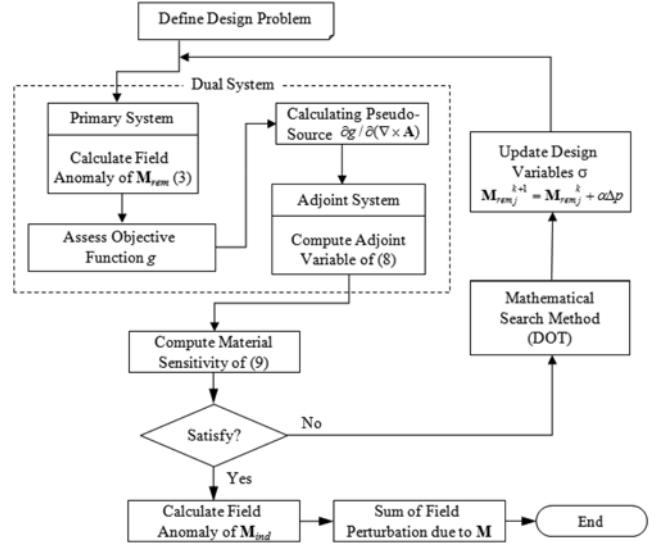 Define Design Problem
Dual System
Primary System
Calculate Field
Anomaly of M_rem (3)
Assess Objective
Function g
Calculating Pseudo-
Source ∂g/∂(∇×A)
Adjoint System
Compute Adjoint
Variable of (8)
Compute Material
Sensitivity of (9)
Satisfy?
No
Yes
Mathematical
Search Method
(DOT)
Update Design
Variables σ
M_rem_j^k+1 = M_rem_j^k + αΔp
Calculate Field
Anomaly of M_ind
Sum of Field
Perturbation due to M
End